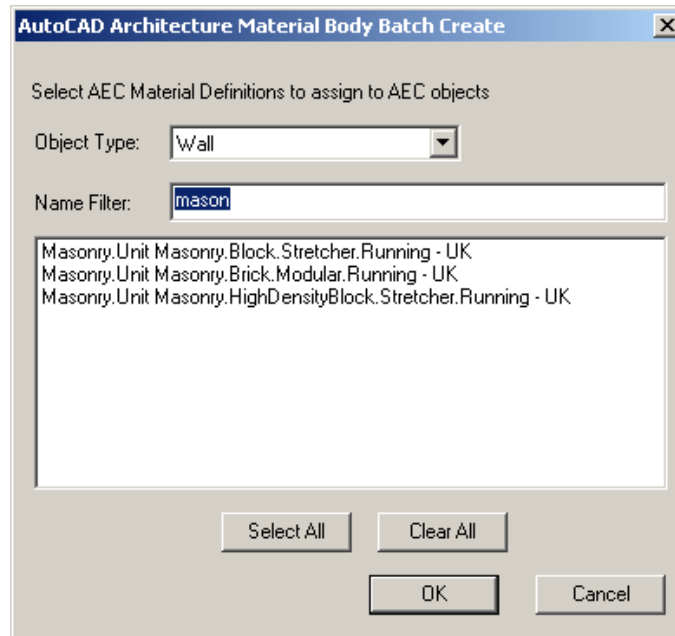 AutoCAD Architecture Material Body Batch Create
Select AEC Material Definitions to assign to AEC objects
Object Type: Wall
Name Filter: mason
Masonry.Unit Masonry.Block.Stretcher.Running - UK
Masonry.Unit Masonry.Brick.Modular.Running - UK
Masonry.Unit Masonry.HighDensityBlock.Stretcher.Running - UK
Select All Clear All
OK Cancel